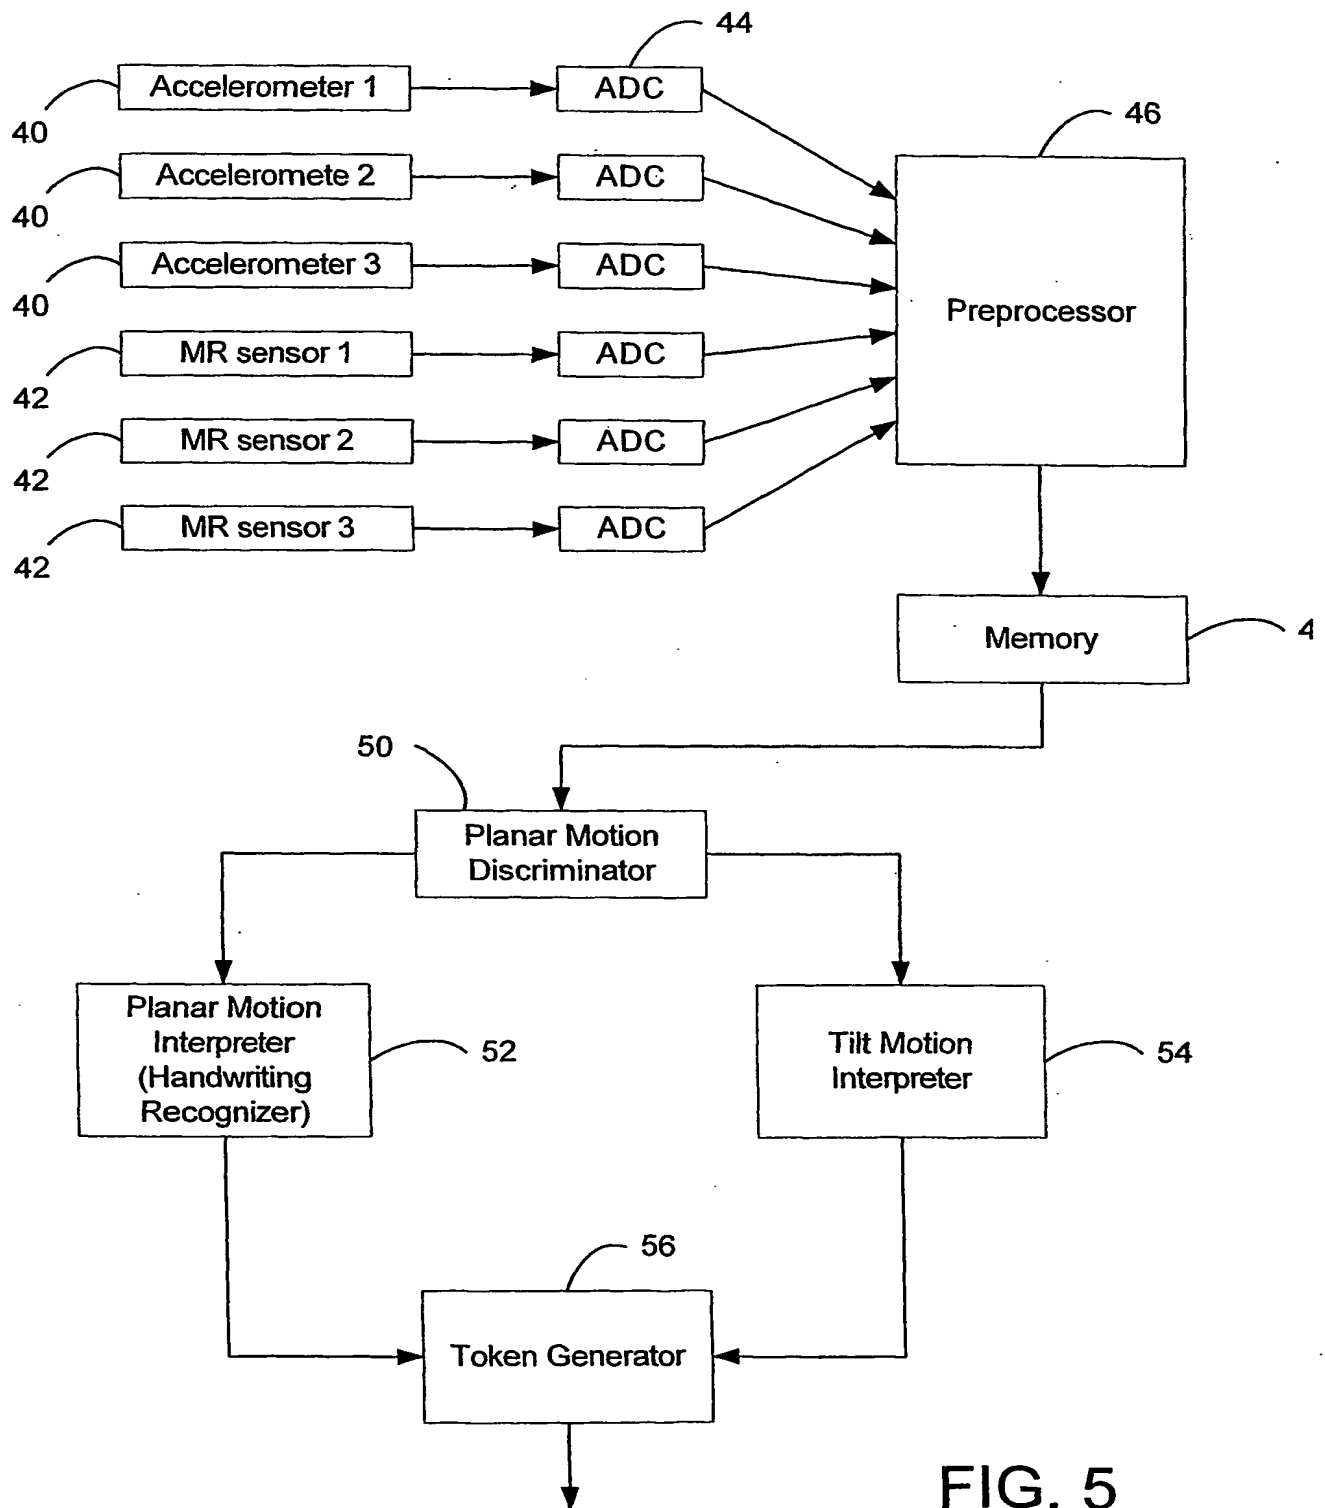 44
Accelerometer 1
ADC
40
46
Acceleromete 2
ADC
40
Accelerometer 3
ADC
40
Preprocessor
MR sensor 1
ADC
42
MR sensor 2
ADC
42
MR sensor 3
ADC
42
Memory
4
50
Planar Motion
Discriminator
Planar Motion
Interpreter
(Handwriting
Recognizer)
52
Tilt Motion
Interpreter
54
56
Token Generator
FIG. 5